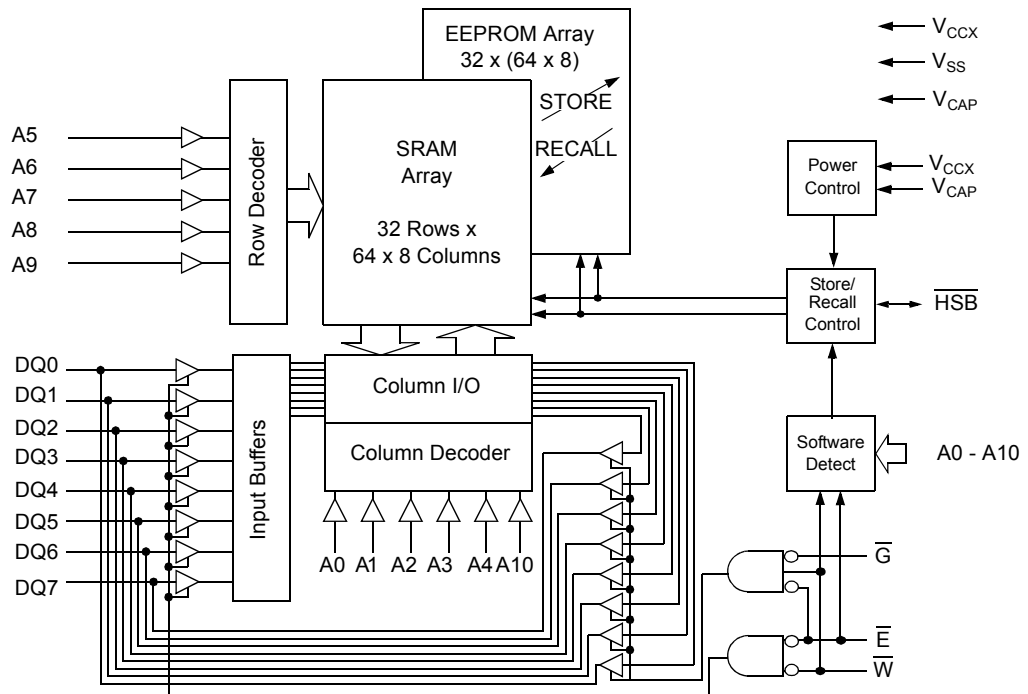 EEPROM Array
32 x (64 x 8)
STORE
RECALL
SRAM
Array
32 Rows x
64 x 8 Columns
Row Decoder
A5
A6
A7
A8
A9
V_CCX
V_SS
V_CAP
Power
Control
V_CCX
V_CAP
Store/
Recall
Control
H̅S̅B̅
DQ0
DQ1
DQ2
DQ3
DQ4
DQ5
DQ6
DQ7
Input Buffers
Column I/O
Column Decoder
A0 A1 A2 A3 A4 A10
Software
Detect
A0 - A10
G̅
E̅
W̅